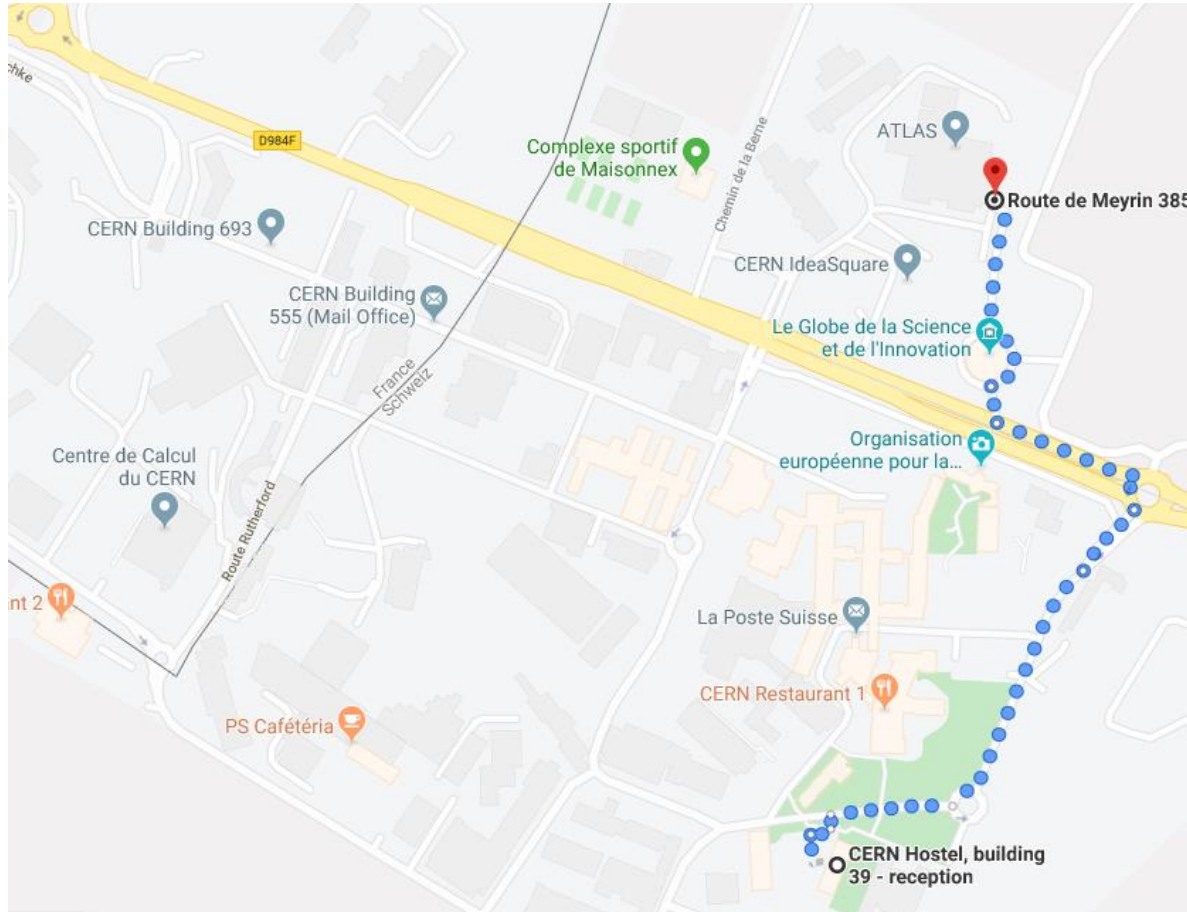 chke
D984F
Complexe sportif
de Maisonnex
Chemin de la Berne
ATLAS
Route de Meyrin 385
CERN Building 693
CERN IdeaSquare
CERN Building
555 (Mail Office)
Le Globe de la Science
et de l'Innovation
France
Schweiz
Organisation
européenne pour la...
Centre de Calcul
du CERN
Route Rutherford
nt 2
La Poste Suisse
CERN Restaurant 1
PS Cafétéria
CERN Hostel, building
39 - reception